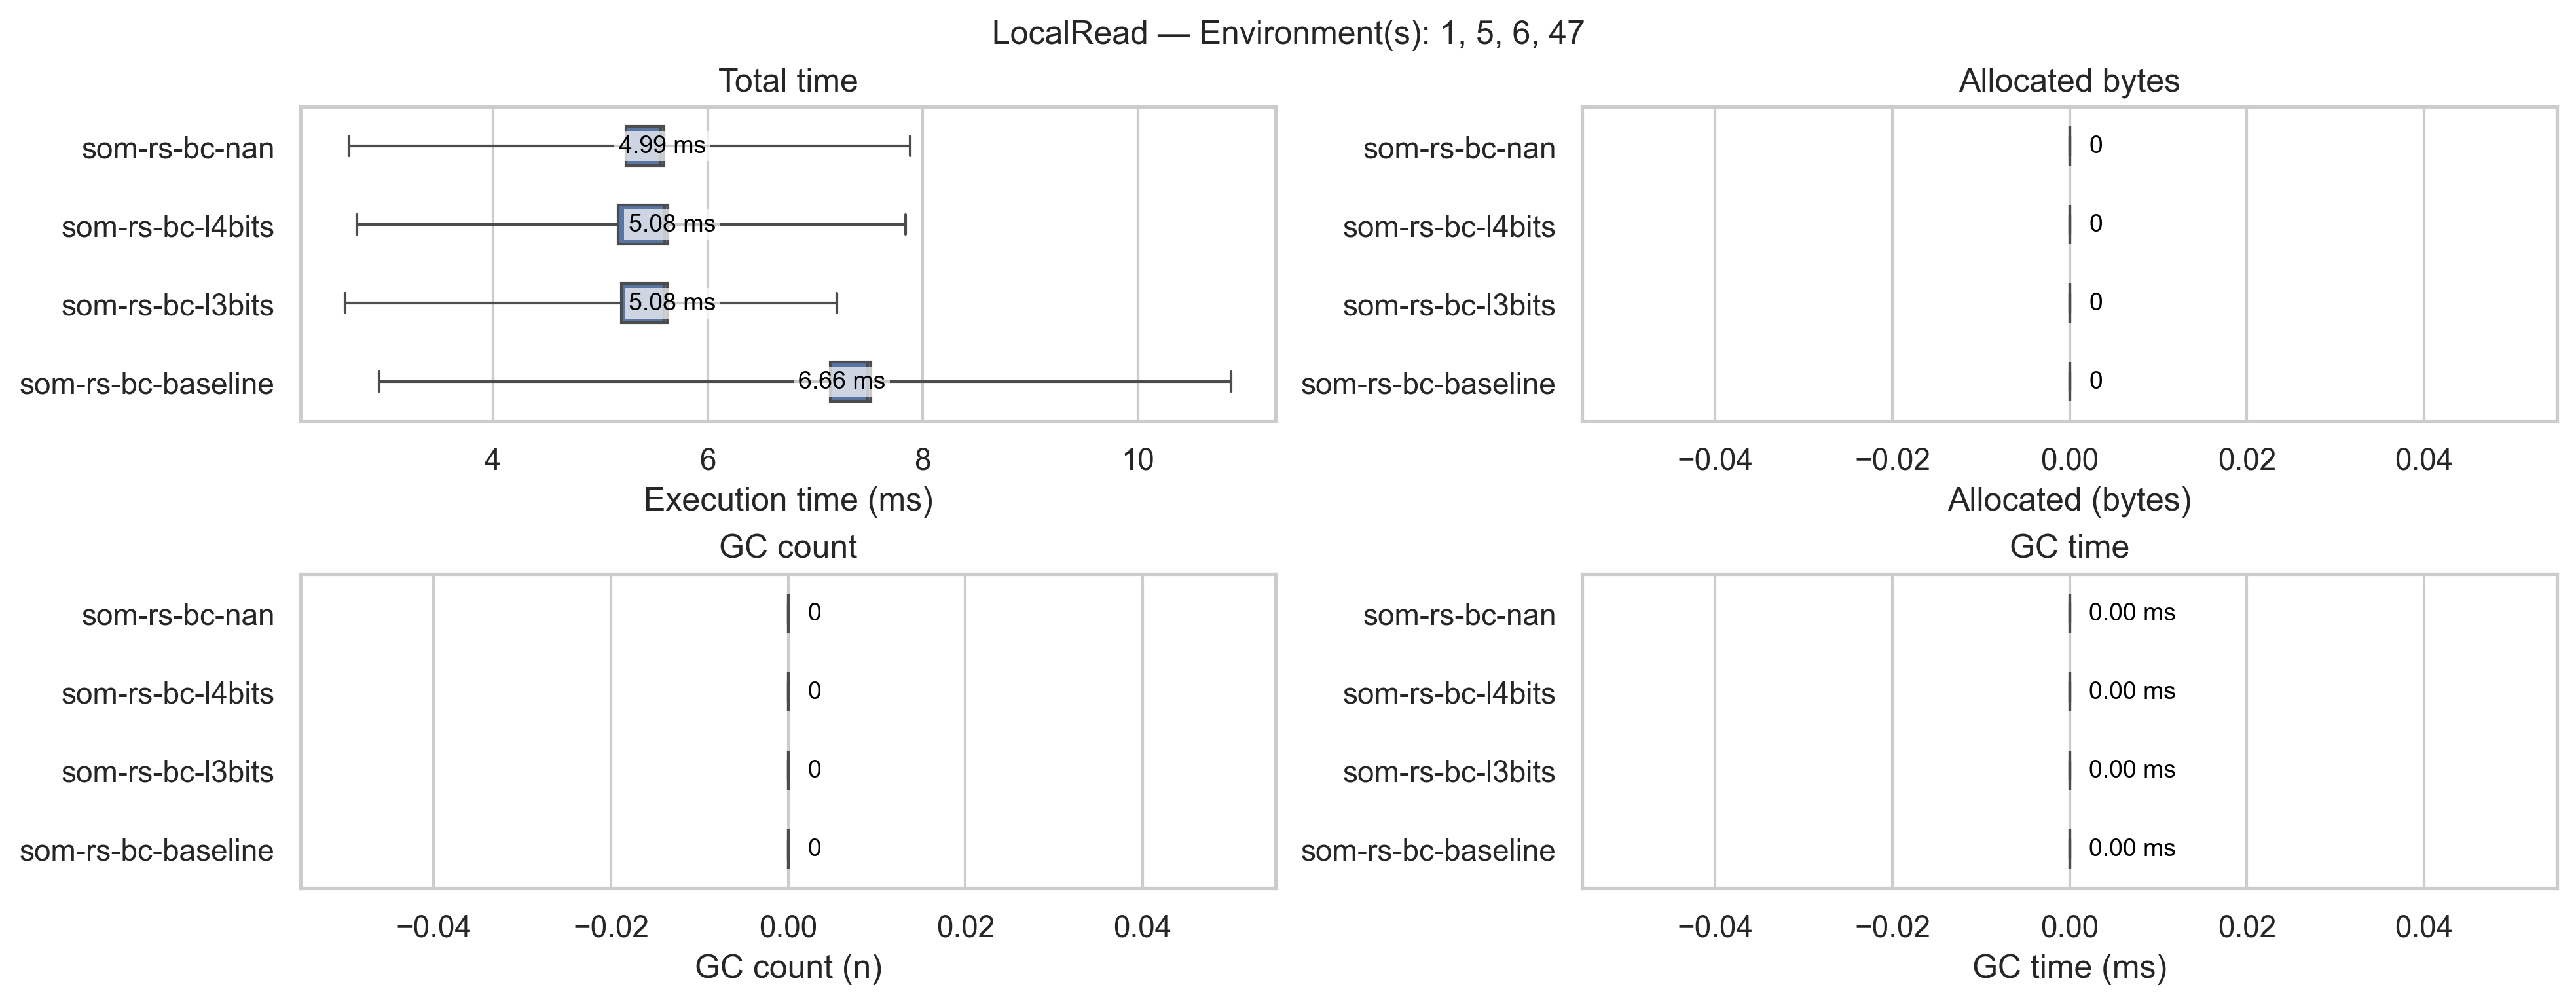 LocalRead — Environment(s): 1, 5, 6, 47
Total time
som-rs-bc-nan
4.99 ms
som-rs-bc-l4bits
5.08 ms
som-rs-bc-l3bits
5.08 ms
som-rs-bc-baseline
6.66 ms
4 6 8 10
Execution time (ms)
Allocated bytes
som-rs-bc-nan
0
som-rs-bc-l4bits
0
som-rs-bc-l3bits
0
som-rs-bc-baseline
0
−0.04 −0.02 0.00 0.02 0.04
Allocated (bytes)
GC count
som-rs-bc-nan
0
som-rs-bc-l4bits
0
som-rs-bc-l3bits
0
som-rs-bc-baseline
0
−0.04 −0.02 0.00 0.02 0.04
GC count (n)
GC time
som-rs-bc-nan
0.00 ms
som-rs-bc-l4bits
0.00 ms
som-rs-bc-l3bits
0.00 ms
som-rs-bc-baseline
0.00 ms
−0.04 −0.02 0.00 0.02 0.04
GC time (ms)